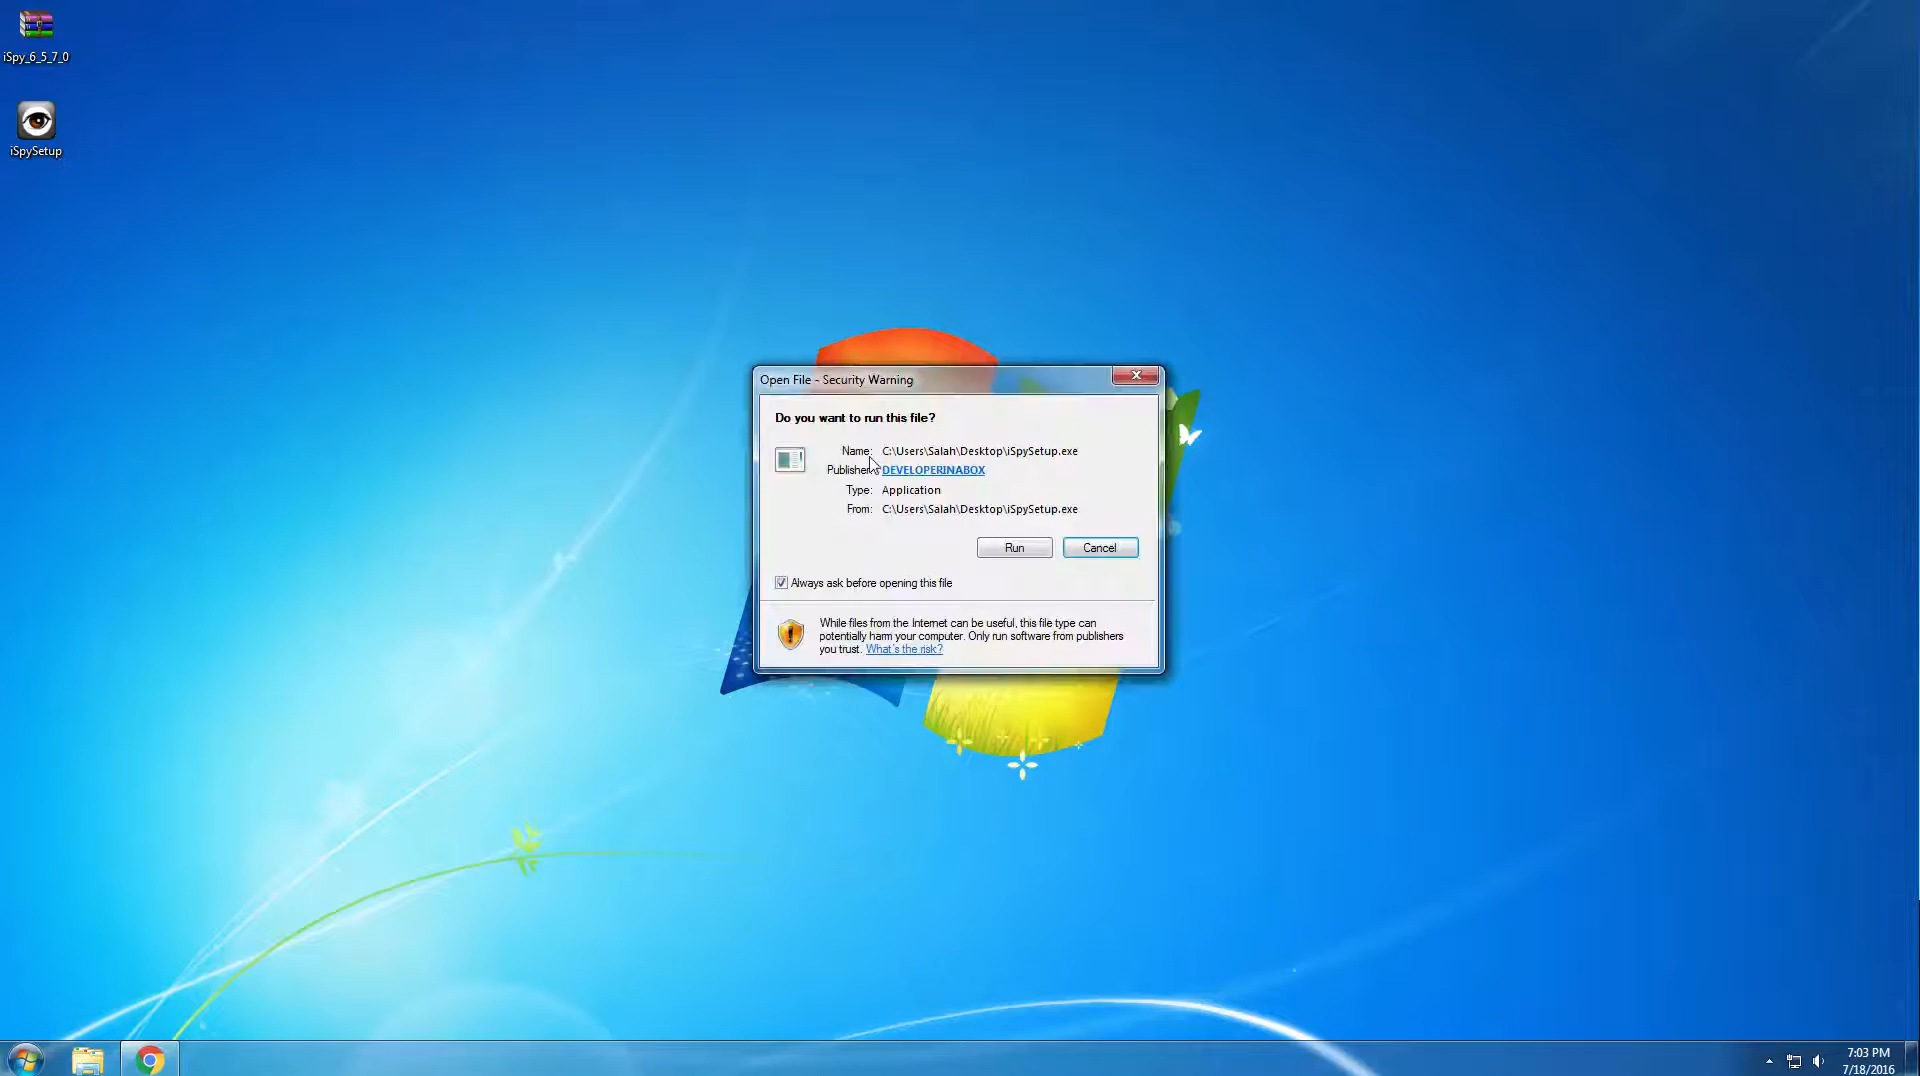 iSpy_6_5_7_0
iSpySetup
Open File - Security Warning
Do you want to run this file?
Name: C:\Users\Salah\Desktop\iSpySetup.exe
Publisher: DEVELOPERINABOX
Type: Application
From: C:\Users\Salah\Desktop\iSpySetup.exe
Run Cancel
Always ask before opening this file
While files from the Internet can be useful, this file type can
potentially harm your computer. Only run software from publishers
you trust. What's the risk?
7:03 PM
7/18/2016